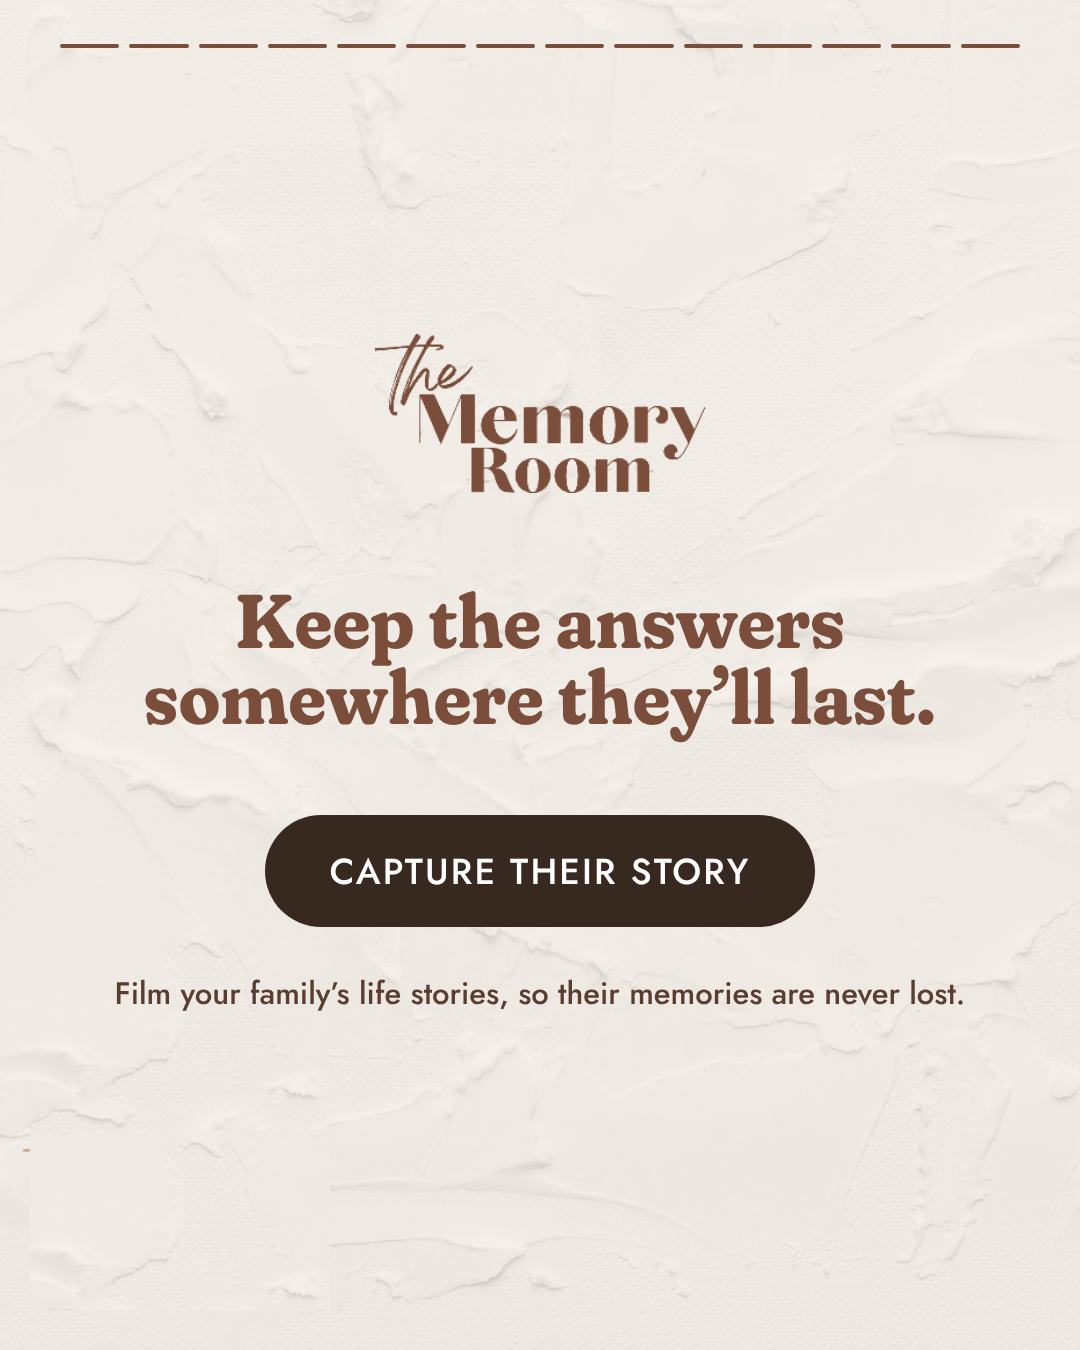 the
Memory
Room
Keep the answers
somewhere they’ll last.
CAPTURE THEIR STORY
Film your family’s life stories, so their memories are never lost.